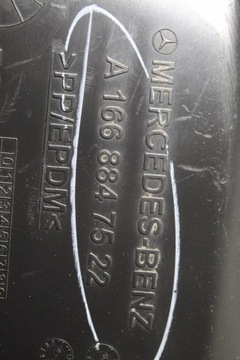 MERCEDES-BENZ
A 166 884 75 22
>PP/EPDM<